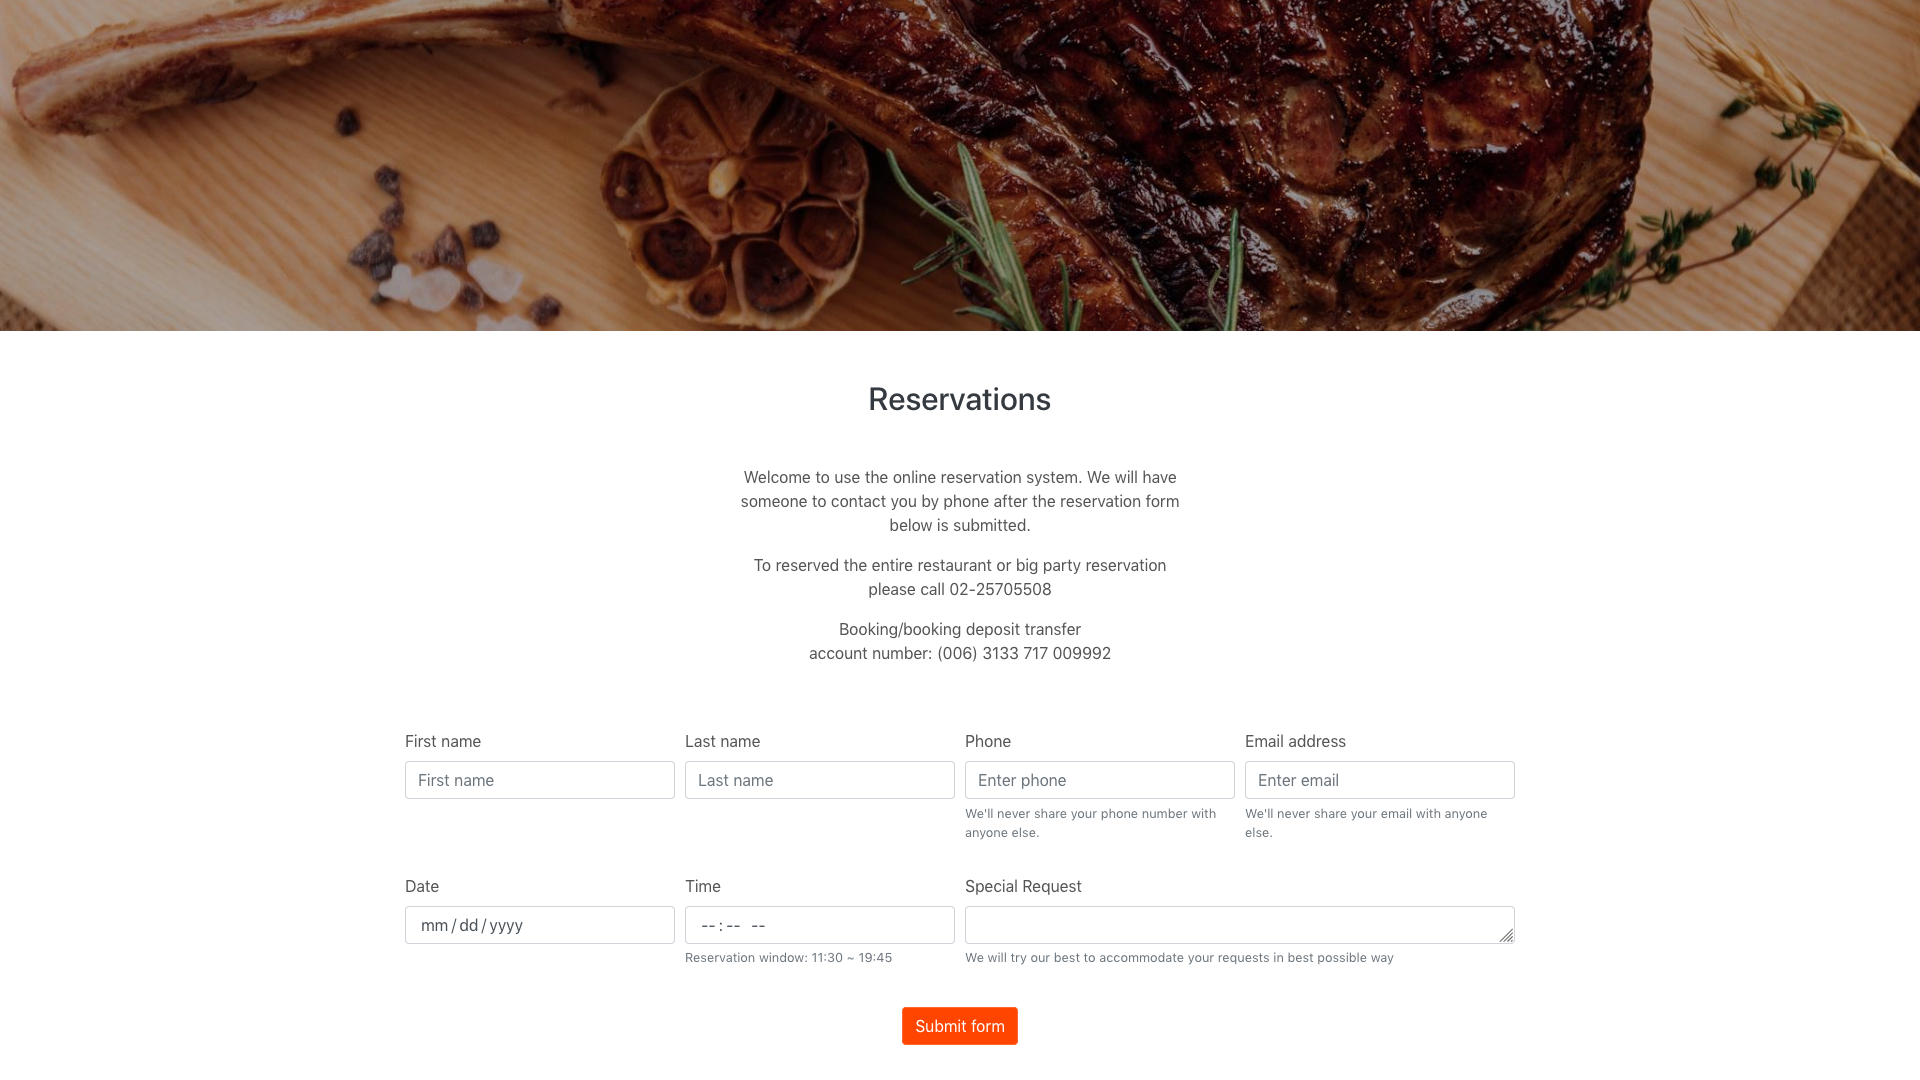 Reservations
Welcome to use the online reservation system. We will have
someone to contact you by phone after the reservation form
below is submitted.
To reserved the entire restaurant or big party reservation
please call 02-25705508
Booking/booking deposit transfer
account number: (006) 3133 717 009992
First name
Last name
Phone
Email address
First name
Last name
Enter phone
Enter email
We'll never share your phone number with
anyone else.
We'll never share your email with anyone
else.
Date
Time
Special Request
mm/dd/yyyy
--:-- --
Reservation window: 11:30 ~ 19:45
We will try our best to accommodate your requests in best possible way
Submit form